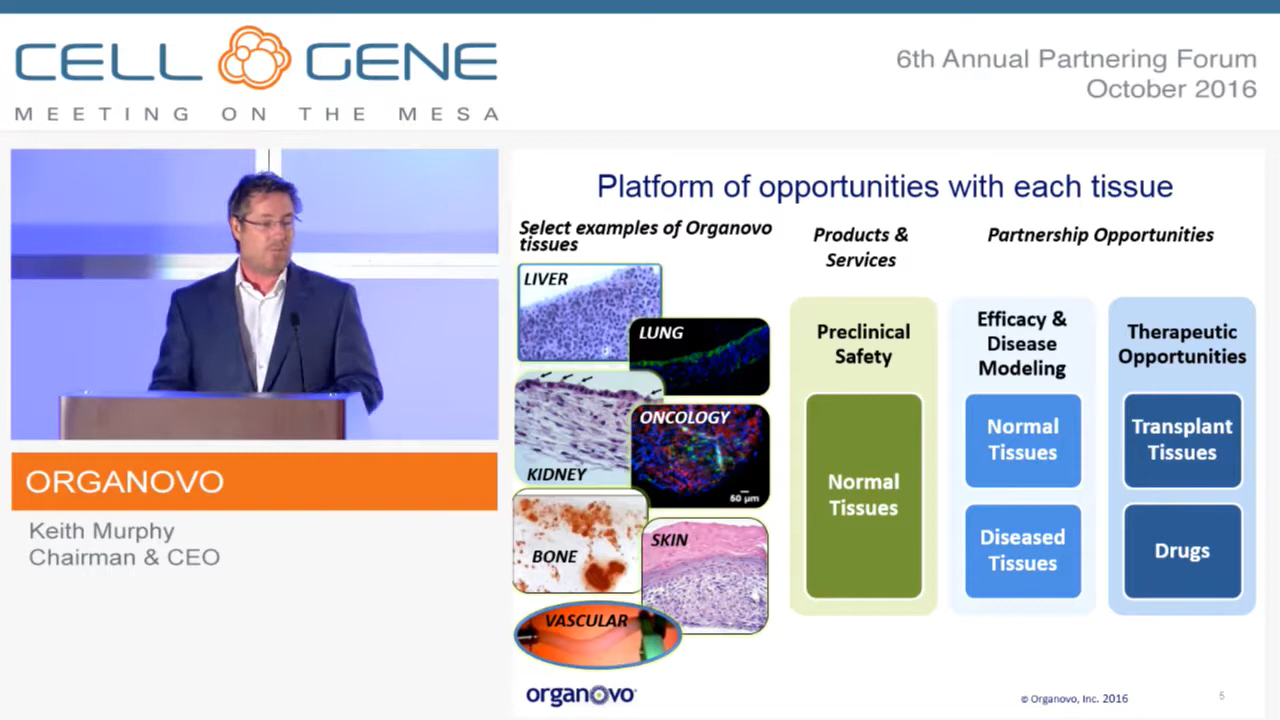 CELL GENE
MEETING ON THE MESA
6th Annual Partnering Forum
October 2016
ORGANOVO
Keith Murphy
Chairman & CEO
Platform of opportunities with each tissue
Select examples of Organovo
tissues
LIVER
LUNG
KIDNEY
ONCOLOGY
50 µm
BONE
SKIN
VASCULAR
Products &
Services
Preclinical
Safety
Normal
Tissues
Partnership Opportunities
Efficacy &
Disease
Modeling
Normal
Tissues
Diseased
Tissues
Therapeutic
Opportunities
Transplant
Tissues
Drugs
organovo
© Organovo, Inc. 2016
5